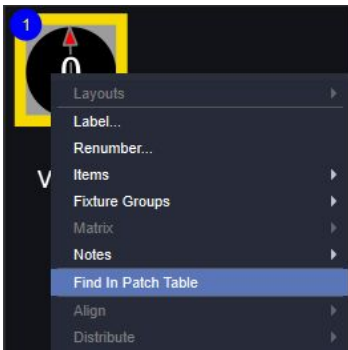 1
0
Layouts
Label...
Renumber...
V
Items
Fixture Groups
Matrix
Notes
Find In Patch Table
Align
Distribute